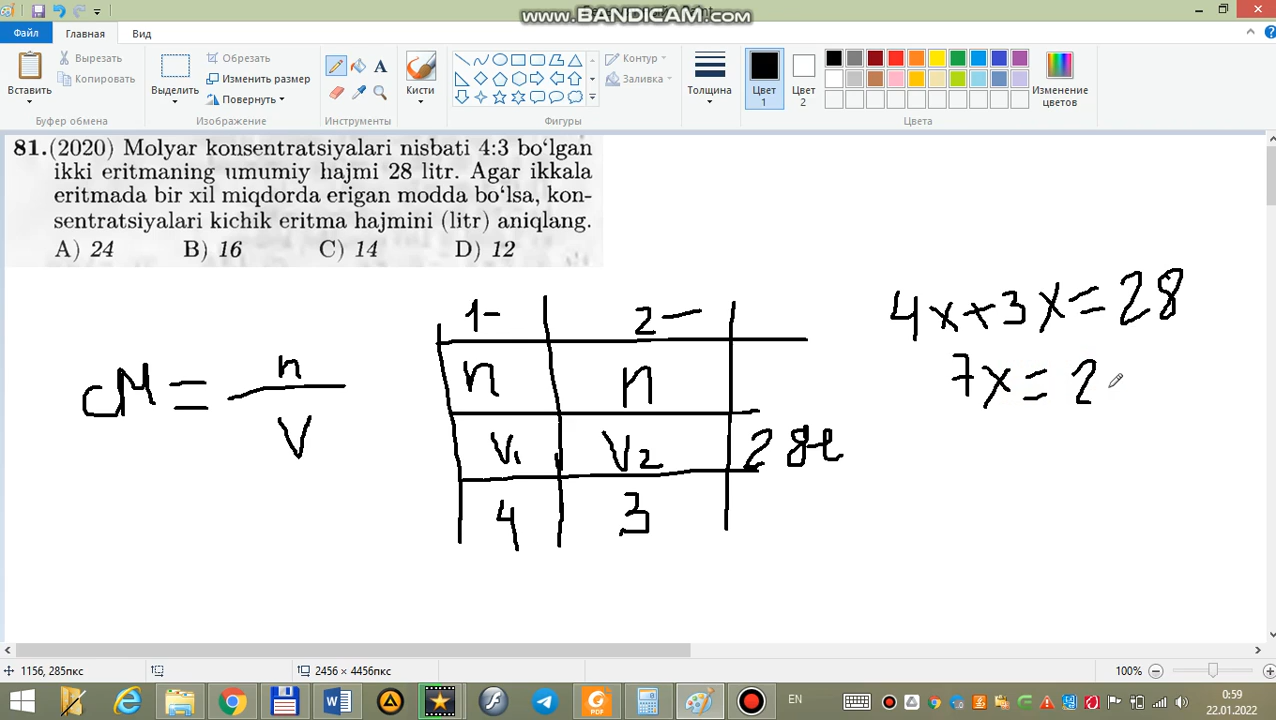 www.BANDICAM.com
Файл
Главная
Вид
Вырезать
Копировать
Вставить
Буфер обмена
Выделить
Обрезать
Изменить размер
Повернуть
Изображение
Инструменты
Кисти
Контур
Заливка
Фигуры
Толщина
Цвет 1
Цвет 2
Изменение цветов
Цвета
81.(2020) Molyar konsentratsiyalari nisbati 4:3 bo‘lgan
ikki eritmaning umumiy hajmi 28 litr. Agar ikkala
eritmada bir xil miqdorda erigan modda bo‘lsa, kon-
sentratsiyalari kichik eritma hajmini (litr) aniqlang.
A) 24 B) 16 C) 14 D) 12
4x+3x=28
7x=2
1- 2-
n n
V1 V2 28l
4 3
cM = n
V
1156, 285пкс
2456 × 4456пкс
100%
EN
0:59
22.01.2022
PDF